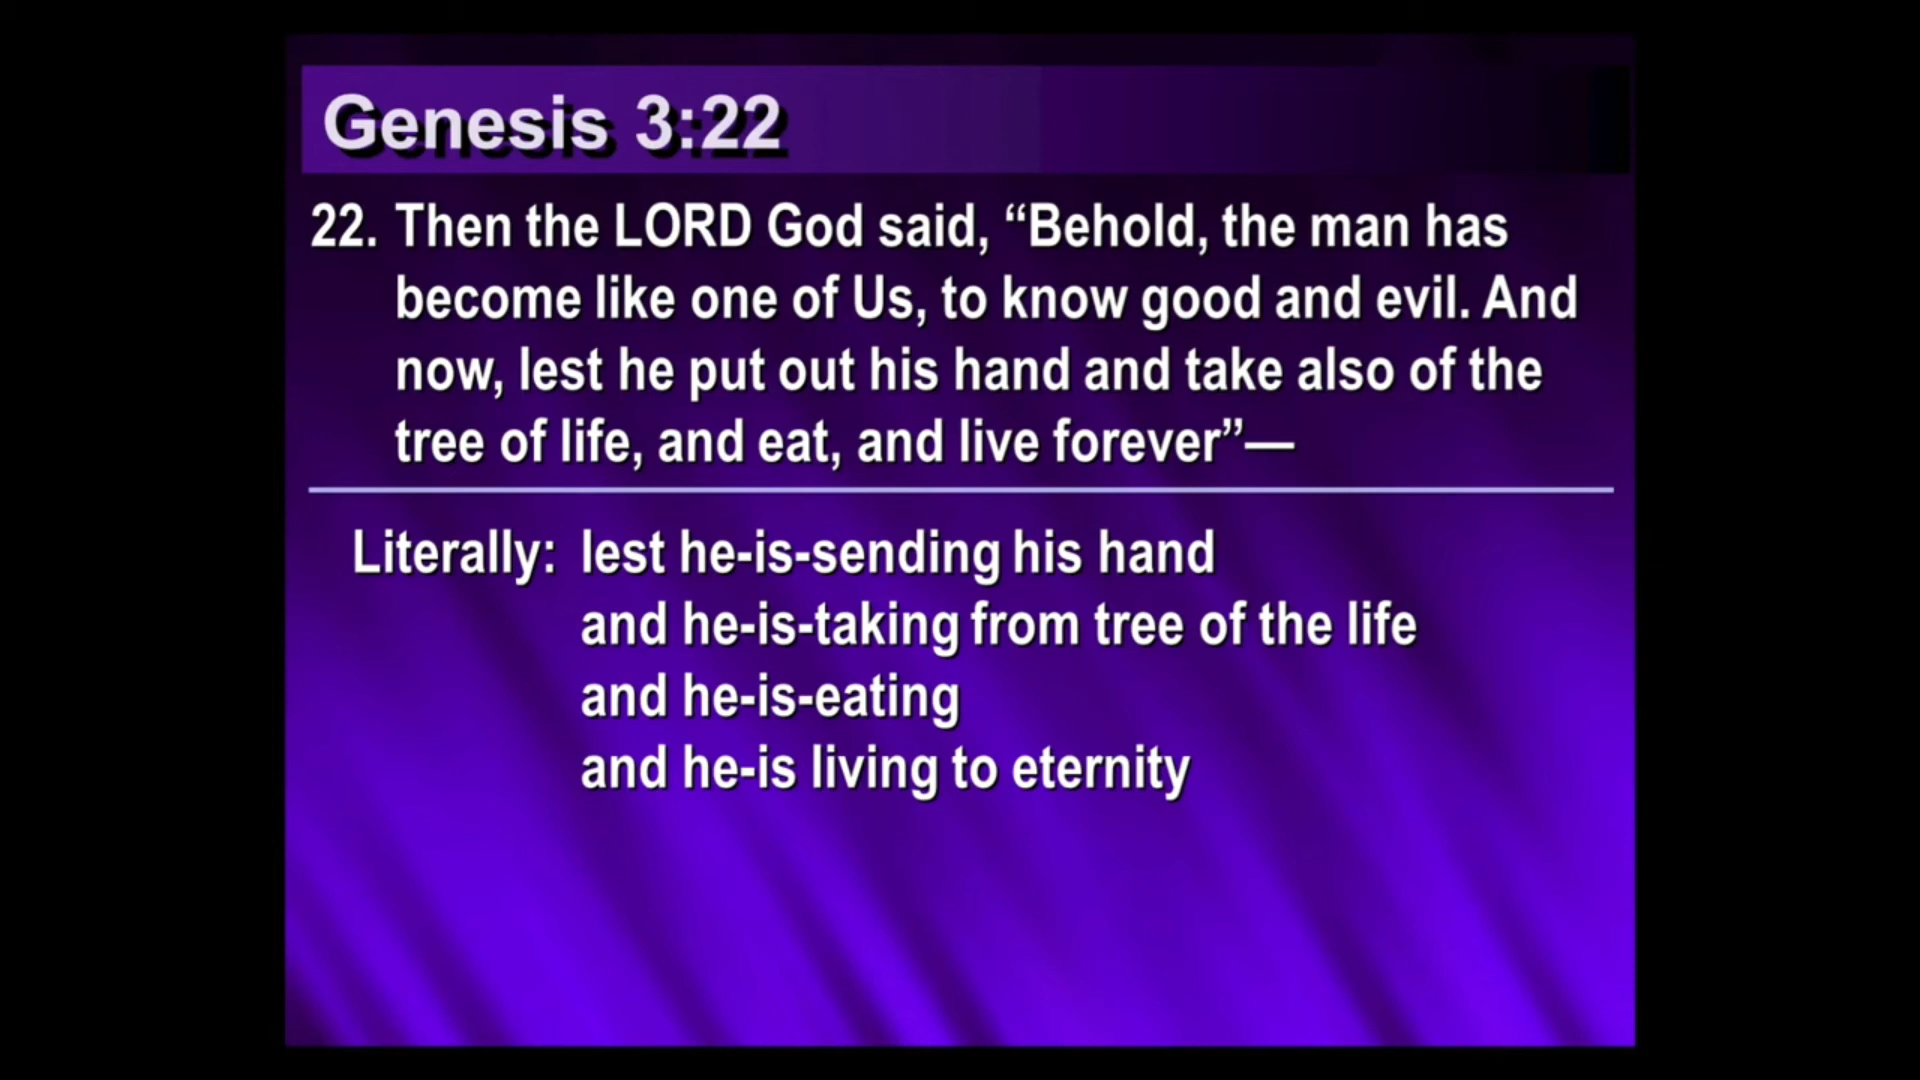 Genesis 3:22
22. Then the LORD God said, “Behold, the man has
become like one of Us, to know good and evil. And
now, lest he put out his hand and take also of the
tree of life, and eat, and live forever”—
Literally: lest he-is-sending his hand
and he-is-taking from tree of the life
and he-is-eating
and he-is living to eternity